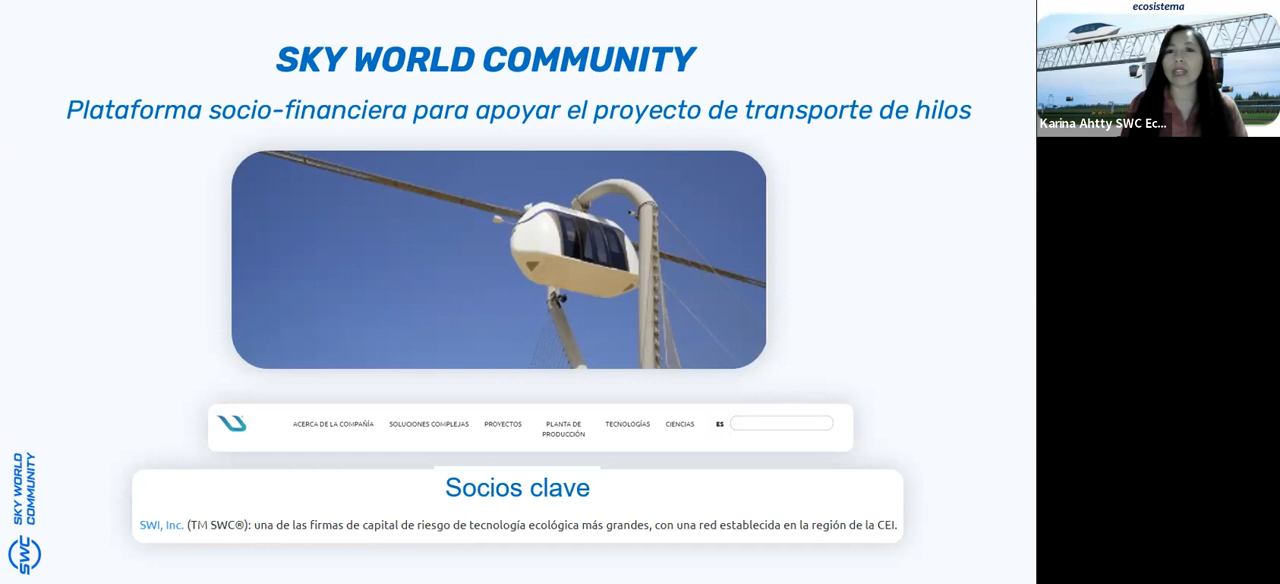 SKY WORLD COMMUNITY
Plataforma socio-financiera para apoyar el proyecto de transporte de hilos
ecosistema
Karina Ahtty SWC Ec...
ACERCA DE LA COMPAÑÍA
SOLUCIONES COMPLEJAS
PROYECTOS
PLANTA DE
PRODUCCIÓN
TECNOLOGÍAS
CIENCIAS
ES
Socios clave
SWI, Inc. (TM SWC®): una de las firmas de capital de riesgo de tecnología ecológica más grandes, con una red establecida en la región de la CEI.
SWC
SKY WORLD
COMMUNITY